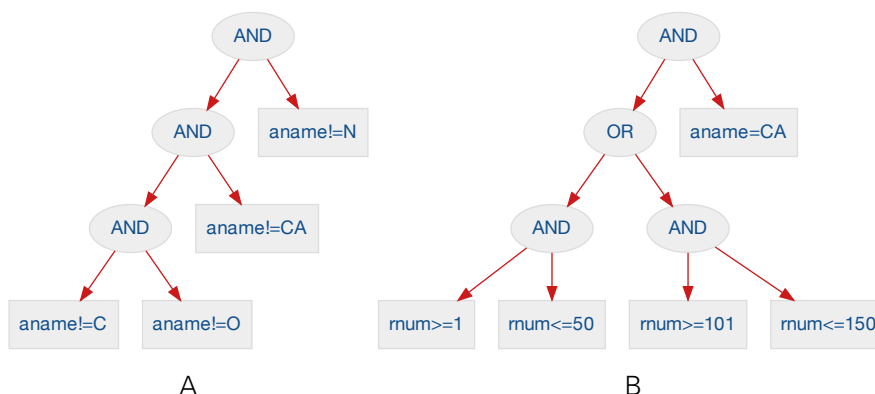 AND
AND
AND
aname!=N
OR
aname=CA
AND
aname!=CA
AND
AND
aname!=C
aname!=O
rnum>=1
rnum<=50
rnum>=101
rnum<=150
A
B